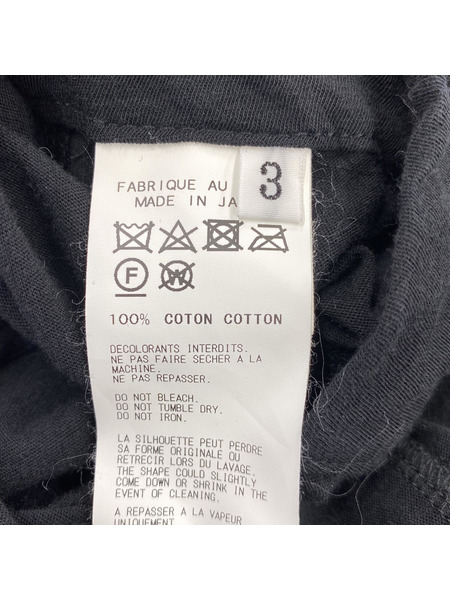 FABRIQUE AU
MADE IN JA
3
F
W
100% COTON COTTON
DECOLORANTS INTERDITS.
NE PAS FAIRE SECHER A LA
MACHINE.
NE PAS REPASSER.
DO NOT BLEACH.
DO NOT TUMBLE DRY.
DO NOT IRON.
LA SILHOUETTE PEUT PERDRE
SA FORME ORIGINALE OU
RETRECIR LORS DU LAVAGE.
THE SHAPE COULD SLIGHTLY
COME DOWN or SHRINK IN THE
EVENT OF CLEANING.
A REPASSER A LA VAPEUR
UNIQUEMENT